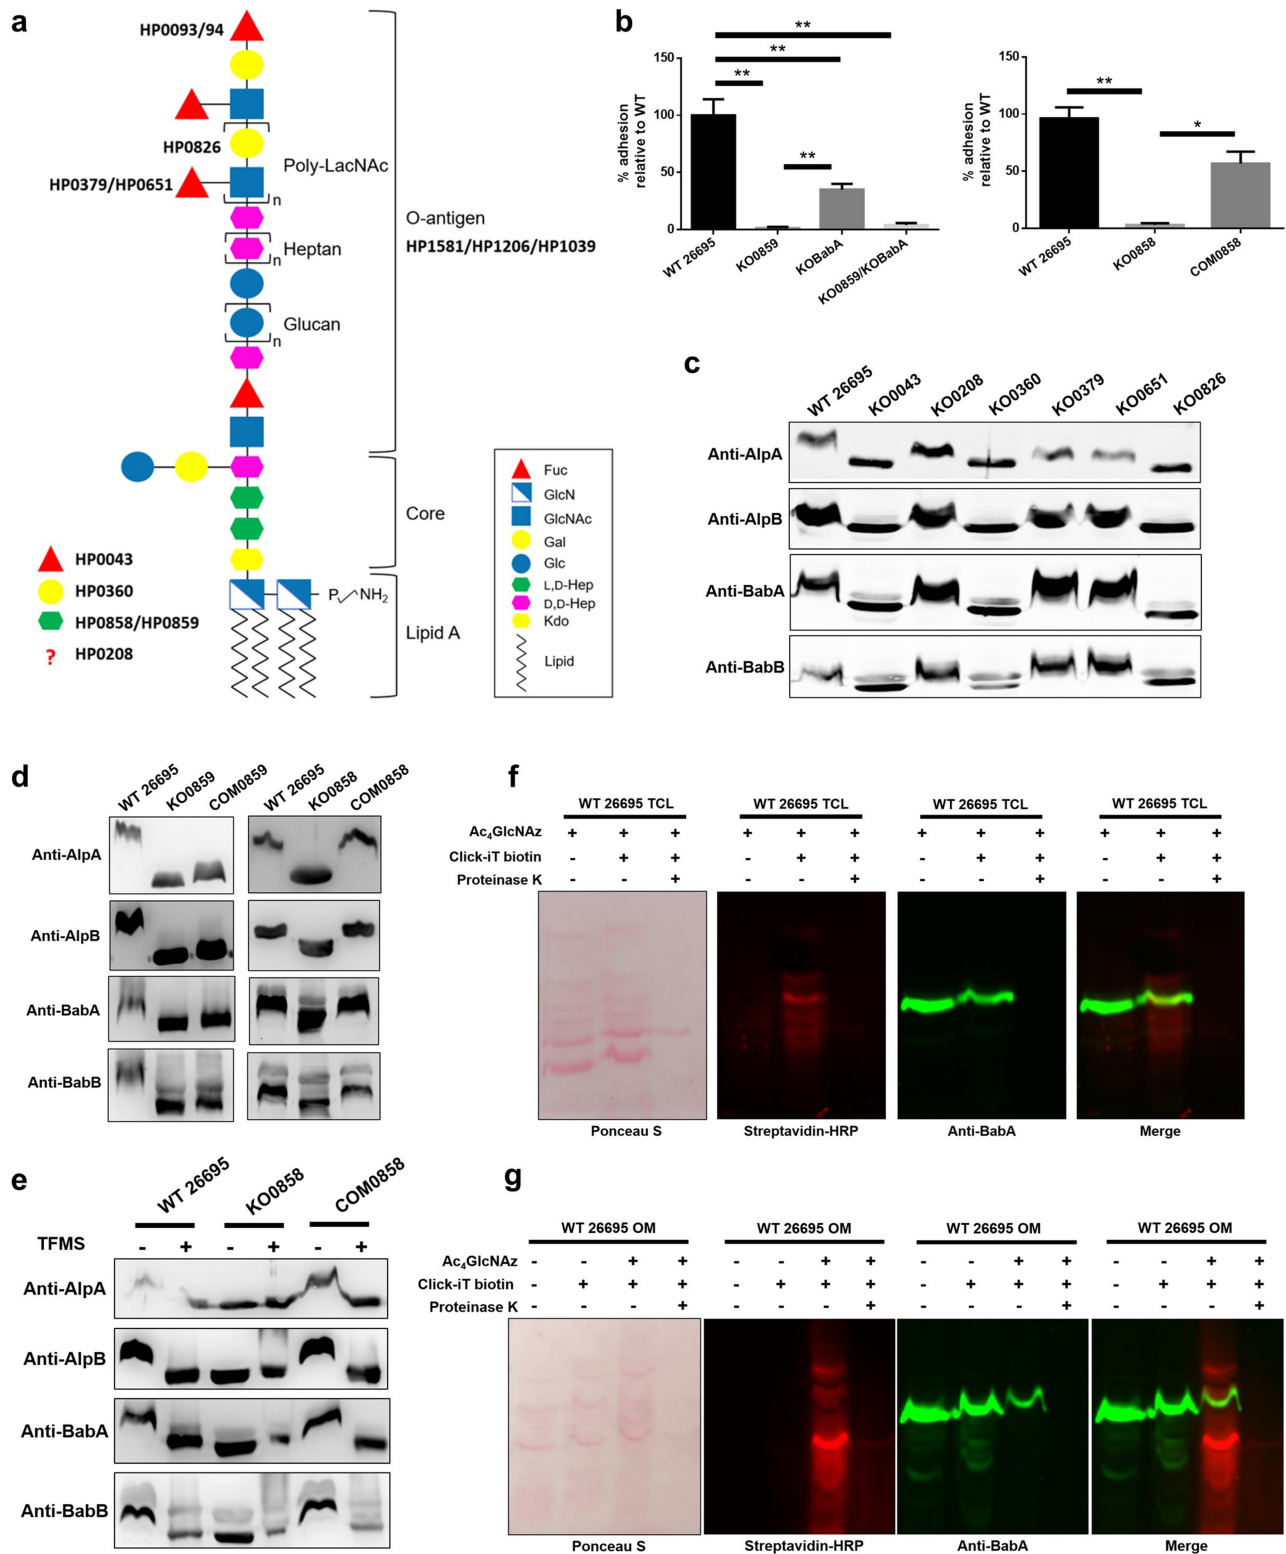 a
HP0093/94
HP0826
Poly-LacNAc
HP0379/HP0651
n
O-antigen
HP1581/HP1206/HP1039
Heptan
n
Glucan
n
Core
HP0043
HP0360
HP0858/HP0859
? HP0208
P NH2
Lipid A
Fuc
GlcN
GlcNAc
Gal
Glc
L,D-Hep
D,D-Hep
Kdo
Lipid
b
% adhesion
relative to WT
150
100
50
0
**
**
**
**
WT 26695
KO0859
KOBabA
KO0859/KOBabA
% adhesion
relative to WT
150
100
50
0
**
*
WT 26695
KO0858
COM0858
c
WT 26695 KO0043 KO0208 KO0360 KO0379 KO0651 KO0826
Anti-AlpA
Anti-AlpB
Anti-BabA
Anti-BabB
d
WT 26695 KO0859 COM0859 WT 26695 KO0858 COM0858
Anti-AlpA
Anti-AlpB
Anti-BabA
Anti-BabB
e
WT 26695 KO0858 COM0858
TFMS - + - + - +
Anti-AlpA
Anti-AlpB
Anti-BabA
Anti-BabB
f
WT 26695 TCL WT 26695 TCL WT 26695 TCL WT 26695 TCL
Ac4GlcNAz + + + + + + + + + + + +
Click-iT biotin - + + - + + - + + - + +
Proteinase K - - + - - + - - + - - +
Ponceau S Streptavidin-HRP Anti-BabA Merge
g
WT 26695 OM WT 26695 OM WT 26695 OM WT 26695 OM
Ac4GlcNAz - - + + - - + + - - + + - - + +
Click-iT biotin - + + + - + + + - + + + - + + +
Proteinase K - - - + - - - + - - - + - - - +
Ponceau S Streptavidin-HRP Anti-BabA Merge